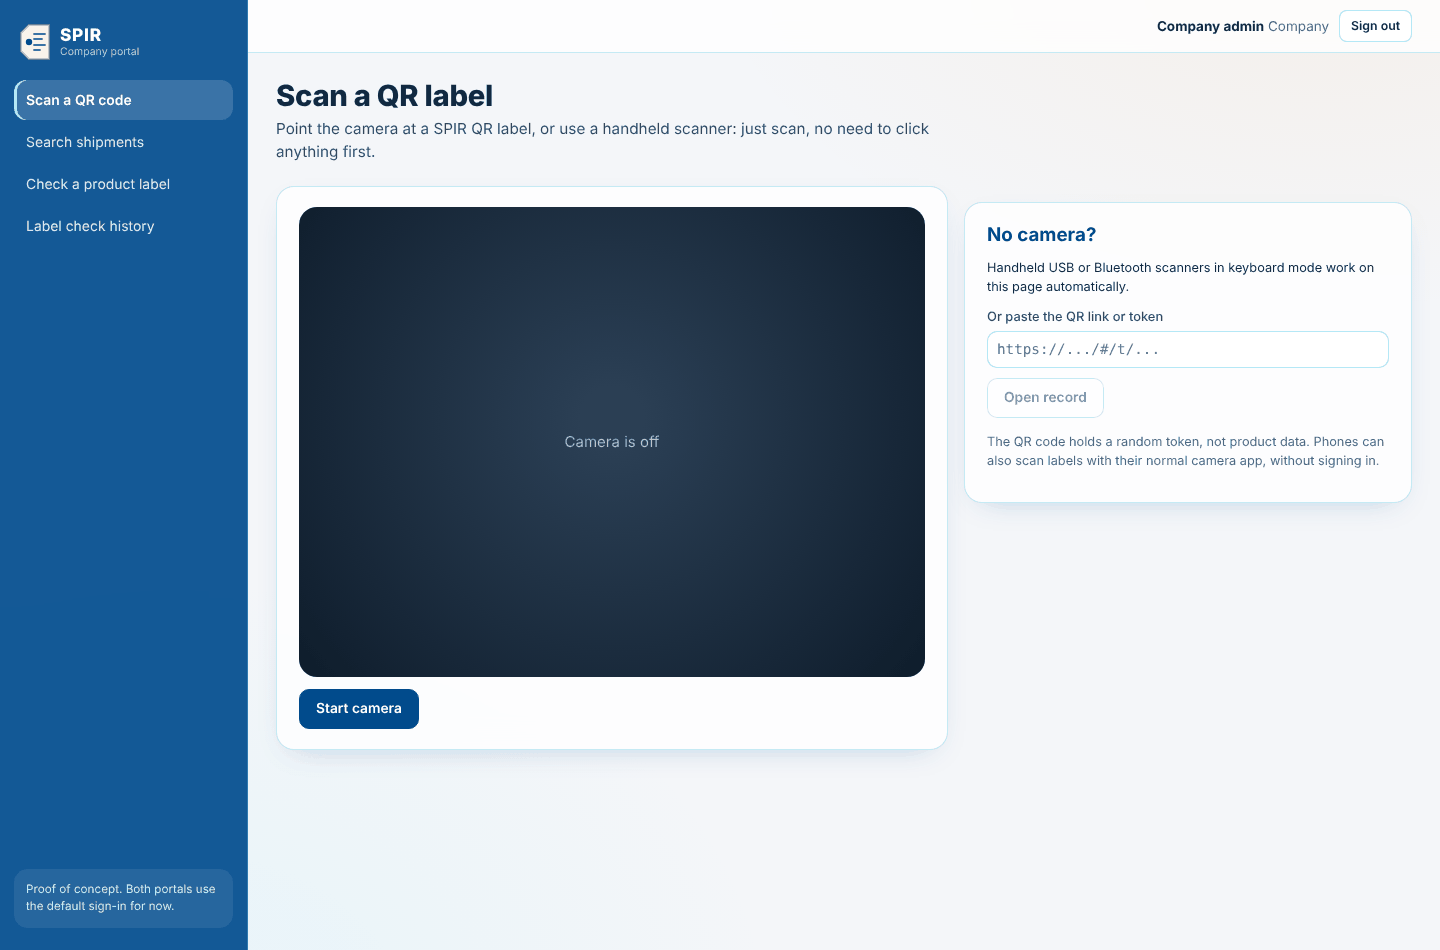 SPIR
Company portal
Scan a QR code
Search shipments
Check a product label
Label check history
Proof of concept. Both portals use
the default sign-in for now.
Company admin Company
Sign out
Scan a QR label
Point the camera at a SPIR QR label, or use a handheld scanner: just scan, no need to click
anything first.
Camera is off
Start camera
No camera?
Handheld USB or Bluetooth scanners in keyboard mode work on
this page automatically.
Or paste the QR link or token
https://.../#/t/...
Open record
The QR code holds a random token, not product data. Phones can
also scan labels with their normal camera app, without signing in.